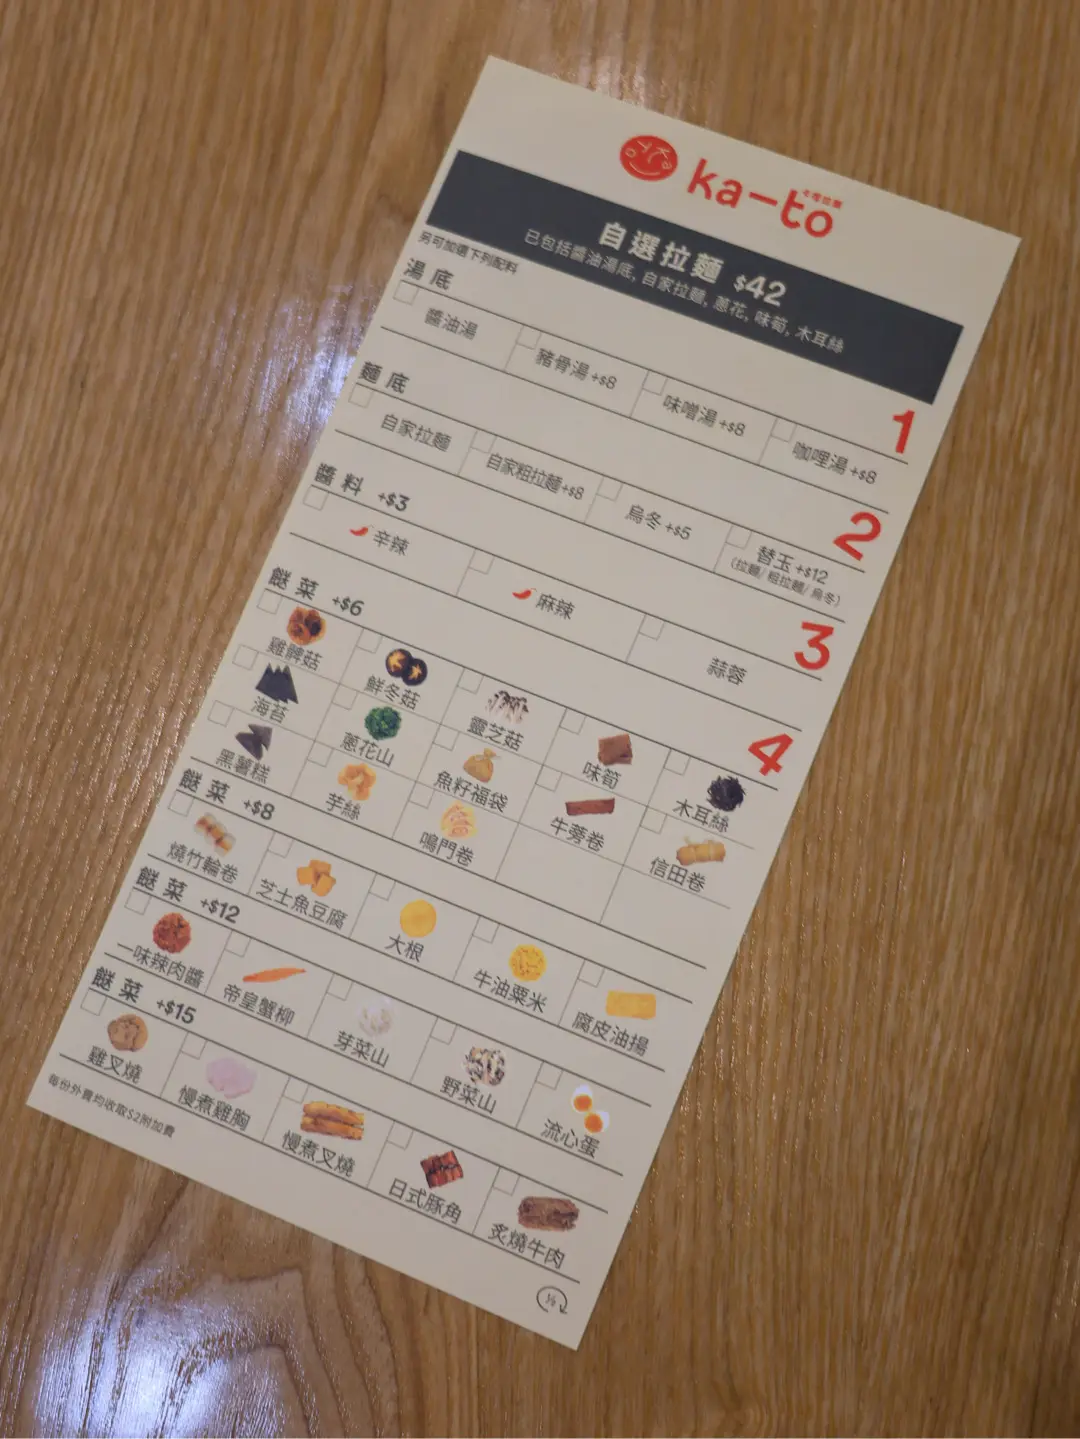 ka-to
卡度拉麵
自選拉麵 $42
已包括醬油湯底, 自家拉麵, 蔥花, 味筍, 木耳絲
另可加選下列配料
湯底 1
醬油湯 豬骨湯 +$8 味噌湯 +$8 咖哩湯 +$8
麵底 2
自家拉麵 自家粗拉麵 +$8 烏冬 +$5 替玉 +$12
(拉麵/ 粗拉麵/ 烏冬)
醬料 +$3 3
辛辣 麻辣 蒜蓉
餸菜 +$6 4
雞髀菇 鮮冬菇 靈芝菇 味筍 木耳絲
海苔 蔥花山 魚籽福袋 牛蒡卷 信田卷
黑薯糕 芋絲 鳴門卷
餸菜 +$8
燒竹輪卷 芝士魚豆腐 大根 牛油粟米 腐皮油揚
餸菜 +$12
一味辣肉醬 帝皇蟹柳 芽菜山 野菜山 流心蛋
餸菜 +$15
雞叉燒 慢煮雞胸 慢煮叉燒 日式豚角 炙燒牛肉
每份外賣均收取$2附加費